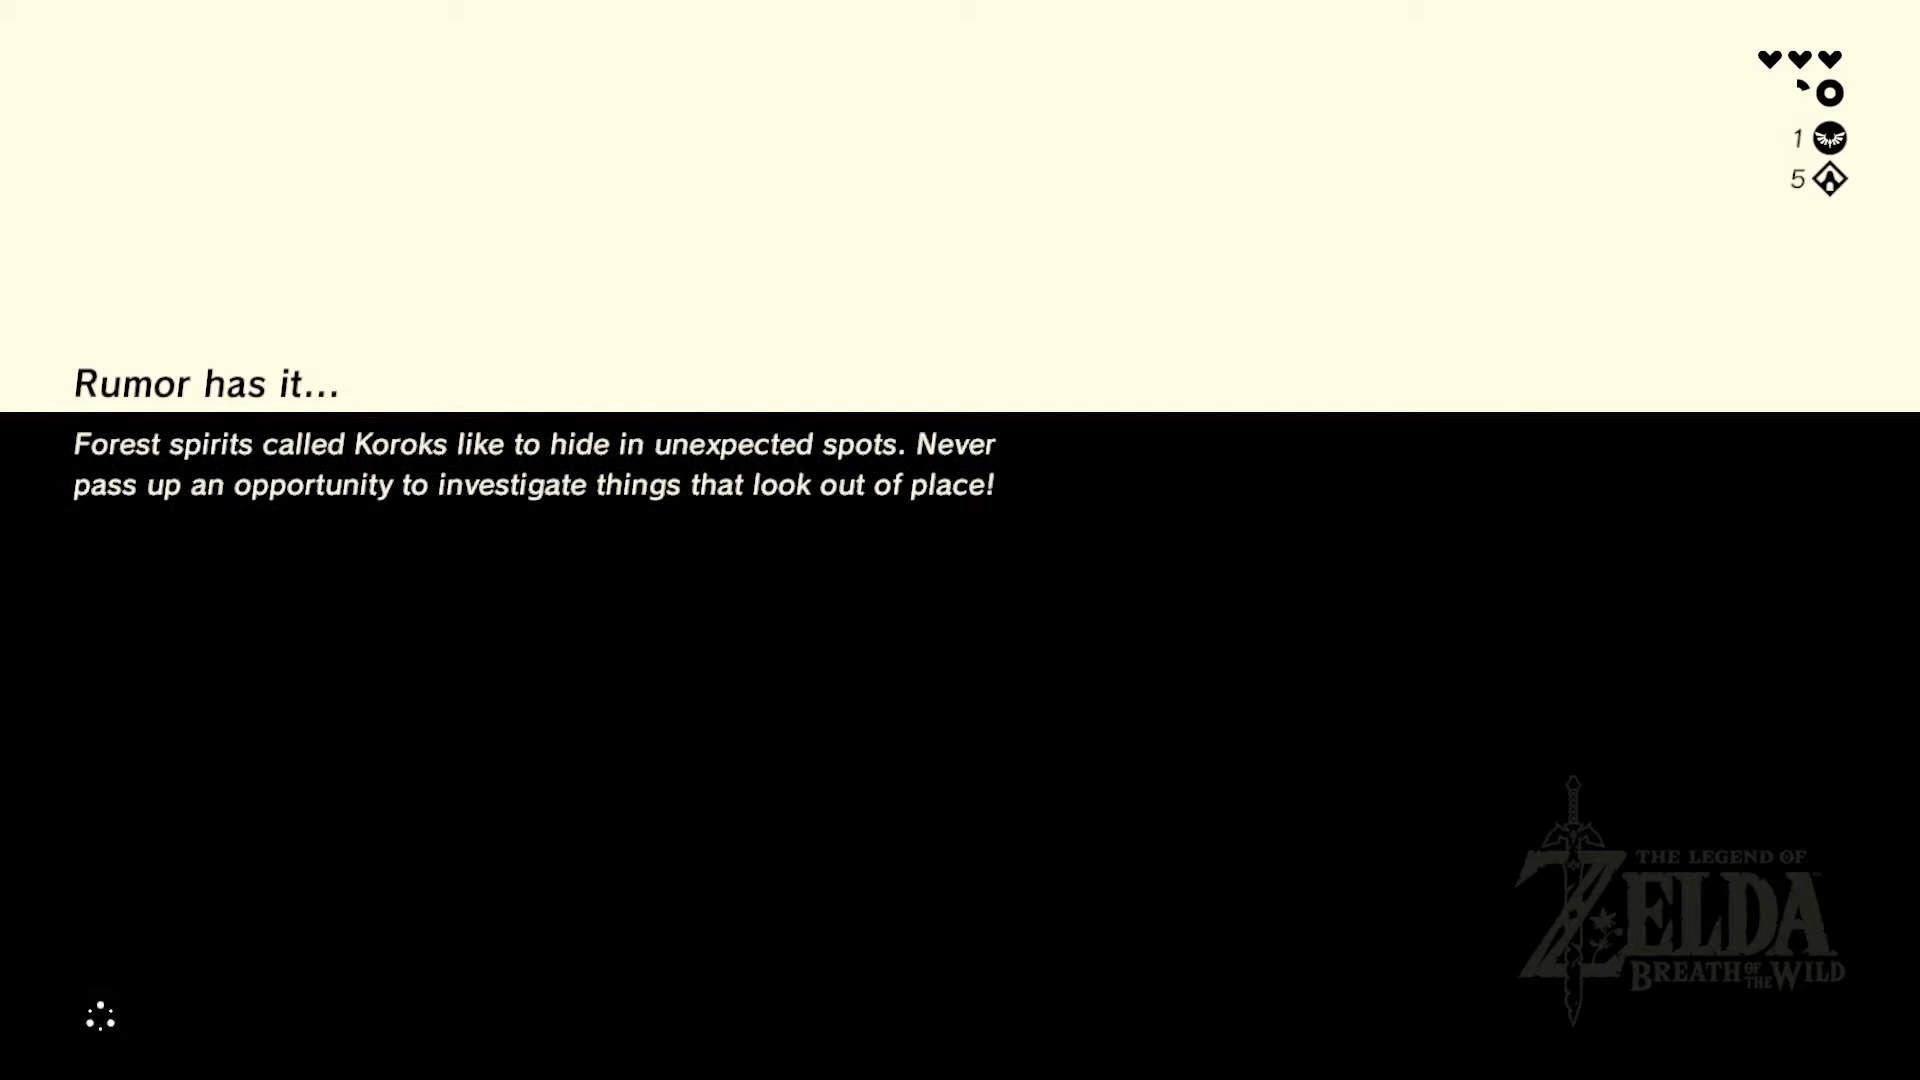 1
5
Rumor has it...
Forest spirits called Koroks like to hide in unexpected spots. Never
pass up an opportunity to investigate things that look out of place!
THE LEGEND OF
ZELDA
BREATH OF THE WILD